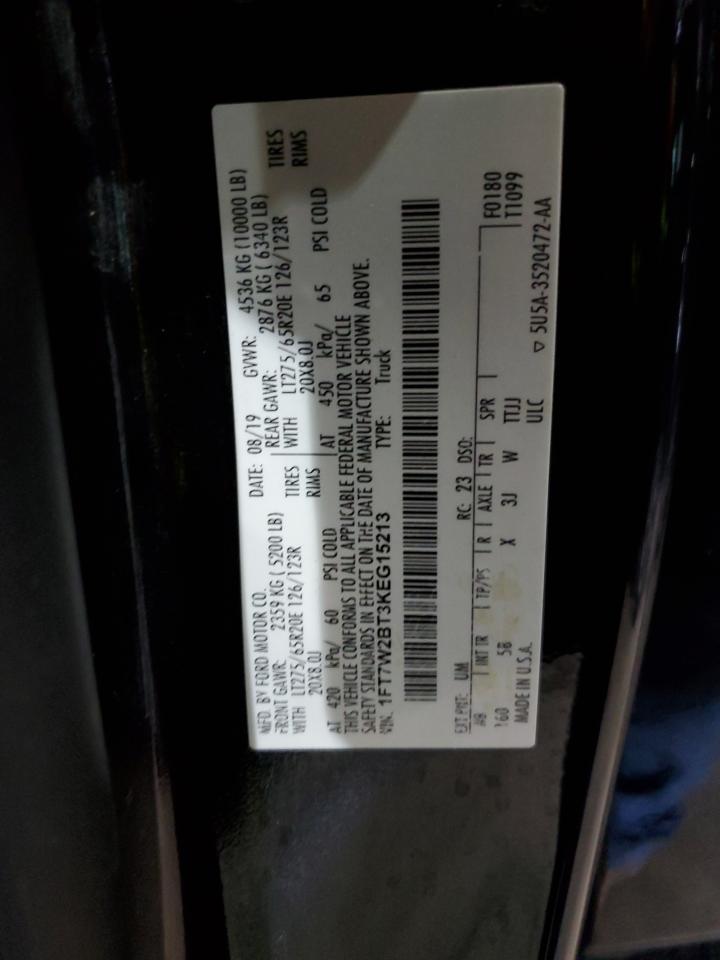 MFD. BY FORD MOTOR CO. DATE: 08/19 GVWR: 4536 KG (10000 LB)
FRONT GAWR: 2359 KG ( 5200 LB) REAR GAWR: 2876 KG ( 6340 LB)
WITH LT275/65R20E 126/123R TIRES WITH LT275/65R20E 126/123R TIRES
20X8.0J RIMS 20X8.0J RIMS
AT 420 kPa/ 60 PSI COLD AT 450 kPa/ 65 PSI COLD
THIS VEHICLE CONFORMS TO ALL APPLICABLE FEDERAL MOTOR VEHICLE
SAFETY STANDARDS IN EFFECT ON THE DATE OF MANUFACTURE SHOWN ABOVE.
VIN: 1FT7W2BT3KEG15213 TYPE: Truck
EXT PNT: UM RC: 23 DSO:
WB INT TR TP/PS R AXLE TR SPR F0180
160 5B X 3J W TTJJ T1099
MADE IN U.S.A. ULC ▽ 5U5A-3520472-AA